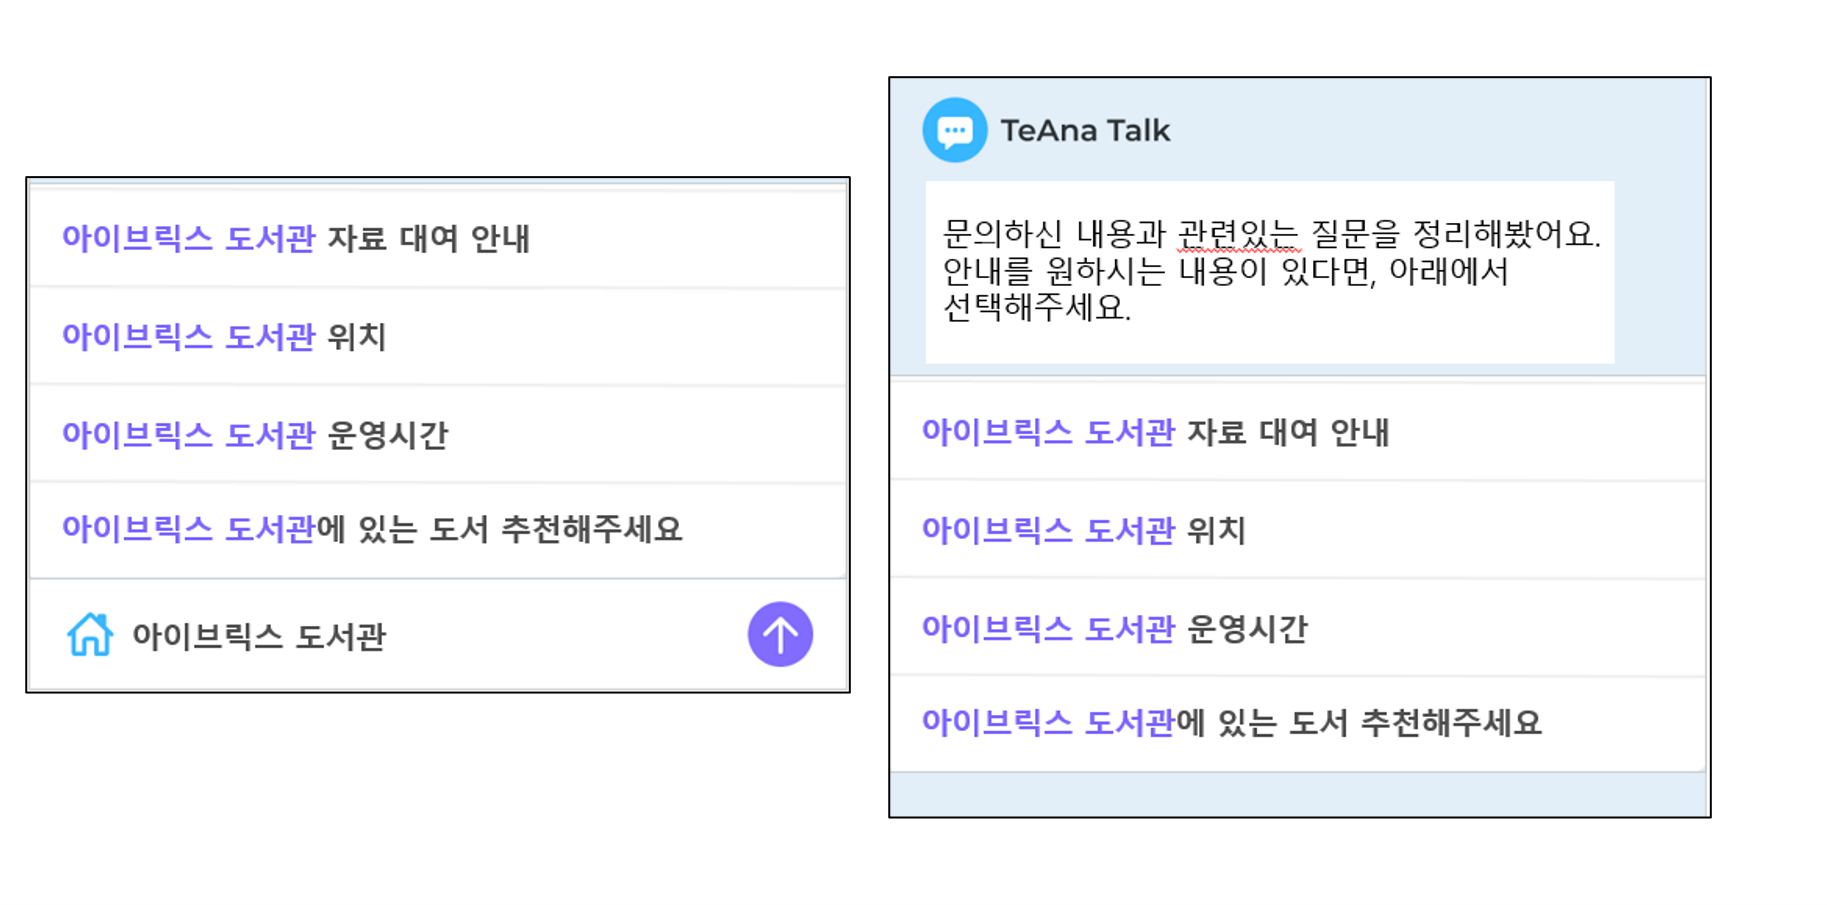 아이브릭스 도서관 자료 대여 안내
아이브릭스 도서관 위치
아이브릭스 도서관 운영시간
아이브릭스 도서관에 있는 도서 추천해주세요
아이브릭스 도서관
TeAna Talk
문의하신 내용과 관련있는 질문을 정리해봤어요.
안내를 원하시는 내용이 있다면, 아래에서
선택해주세요.
아이브릭스 도서관 자료 대여 안내
아이브릭스 도서관 위치
아이브릭스 도서관 운영시간
아이브릭스 도서관에 있는 도서 추천해주세요